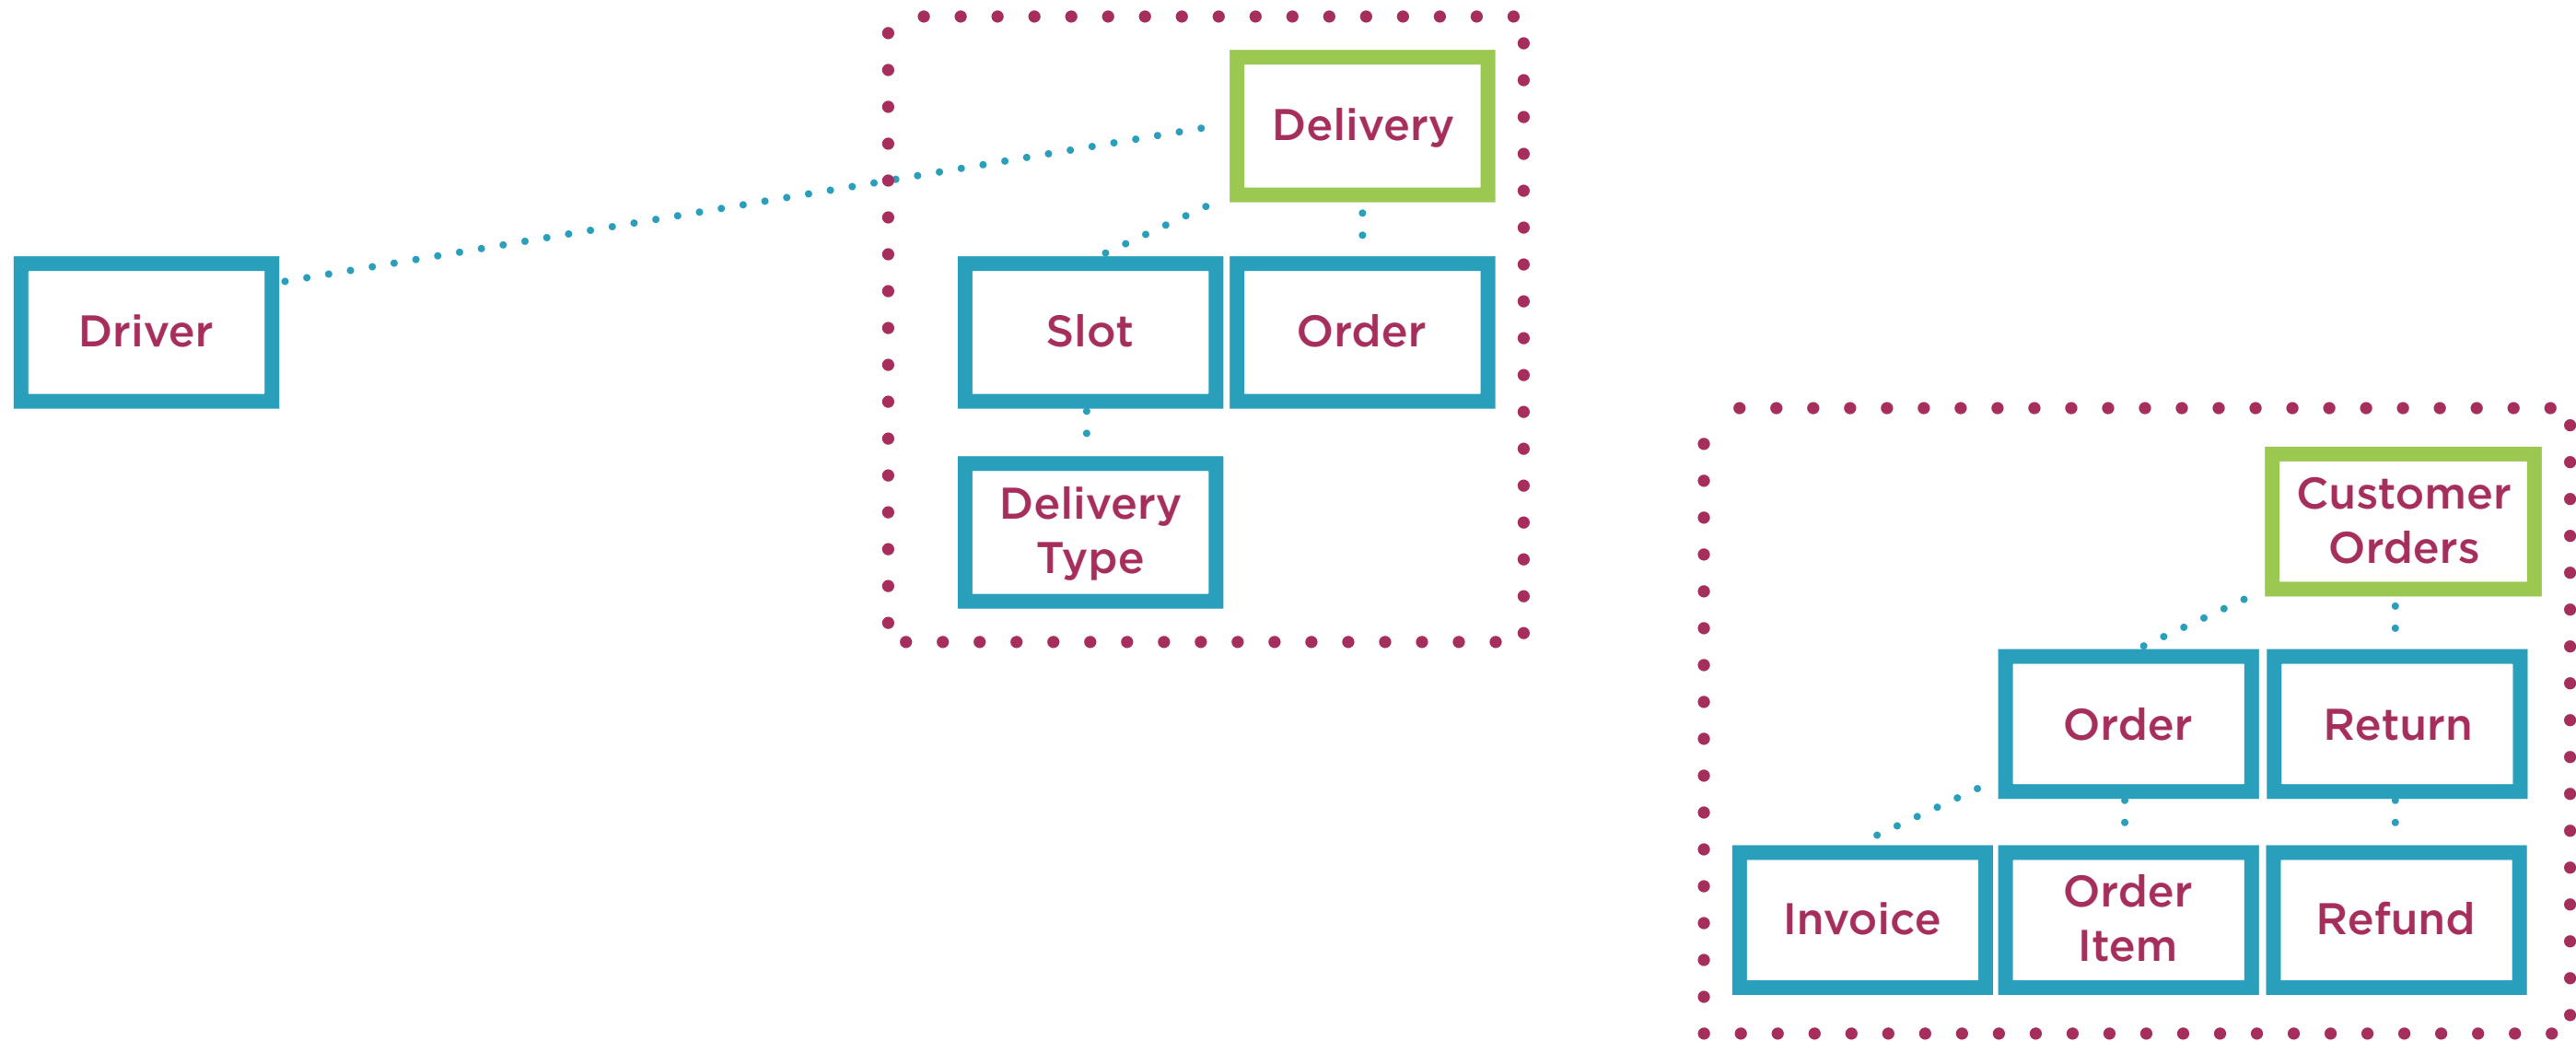 Delivery
Driver
Slot
Order
Delivery
Type
Customer
Orders
Order
Return
Invoice
Order
Item
Refund